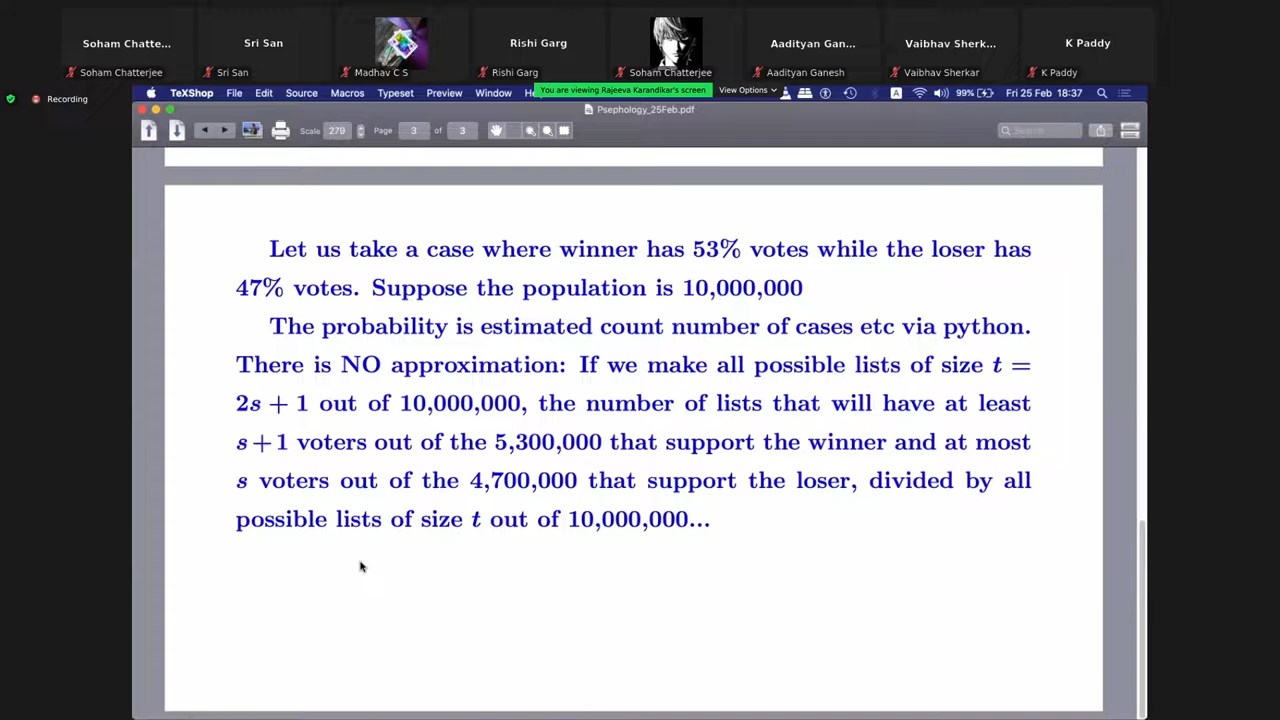 Soham Chatte...
Sri San
Rishi Garg
Aadityan Gan...
Vaibhav Sherk...
K Paddy
Soham Chatterjee
Sri San
Madhav C S
Rishi Garg
Soham Chatterjee
Aadityan Ganesh
Vaibhav Sherkar
K Paddy
You are viewing Rajeeva Karandikar's screen
View Options
Recording
TeXShop File Edit Source Macros Typeset Preview Window
A
99%
Fri 25 Feb 18:37
Psephology_25Feb.pdf
Scale 279 Page 3 of 3
Search
Let us take a case where winner has 53% votes while the loser has
47% votes. Suppose the population is 10,000,000
The probability is estimated count number of cases etc via python.
There is NO approximation: If we make all possible lists of size t =
2s + 1 out of 10,000,000, the number of lists that will have at least
s + 1 voters out of the 5,300,000 that support the winner and at most
s voters out of the 4,700,000 that support the loser, divided by all
possible lists of size t out of 10,000,000...